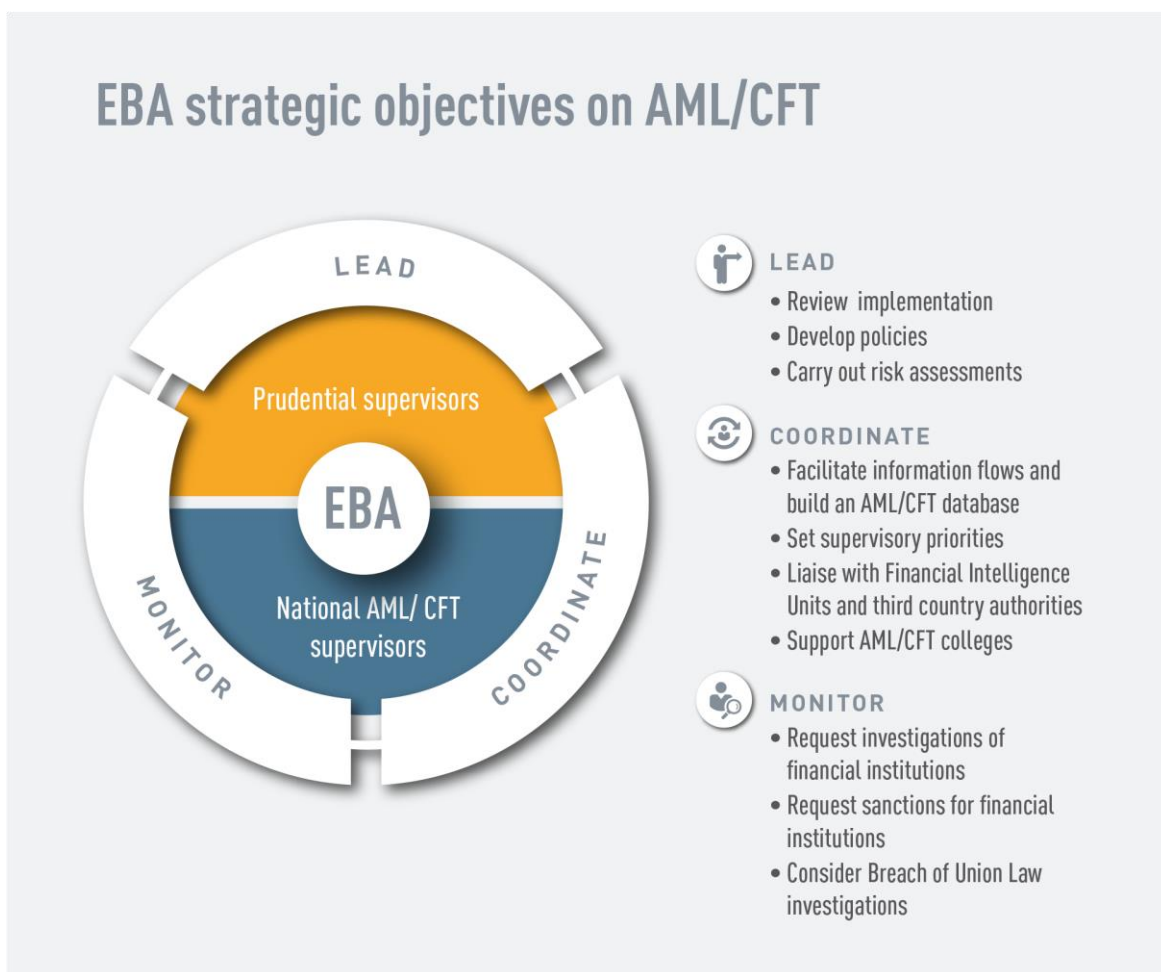 EBA strategic objectives on AML/CFT
LEAD
Prudential supervisors
EBA
National AML/ CFT
supervisors
MONITOR
COORDINATE
LEAD
• Review implementation
• Develop policies
• Carry out risk assessments
COORDINATE
• Facilitate information flows and
build an AML/CFT database
• Set supervisory priorities
• Liaise with Financial Intelligence
Units and third country authorities
• Support AML/CFT colleges
MONITOR
• Request investigations of
financial institutions
• Request sanctions for financial
institutions
• Consider Breach of Union Law
investigations